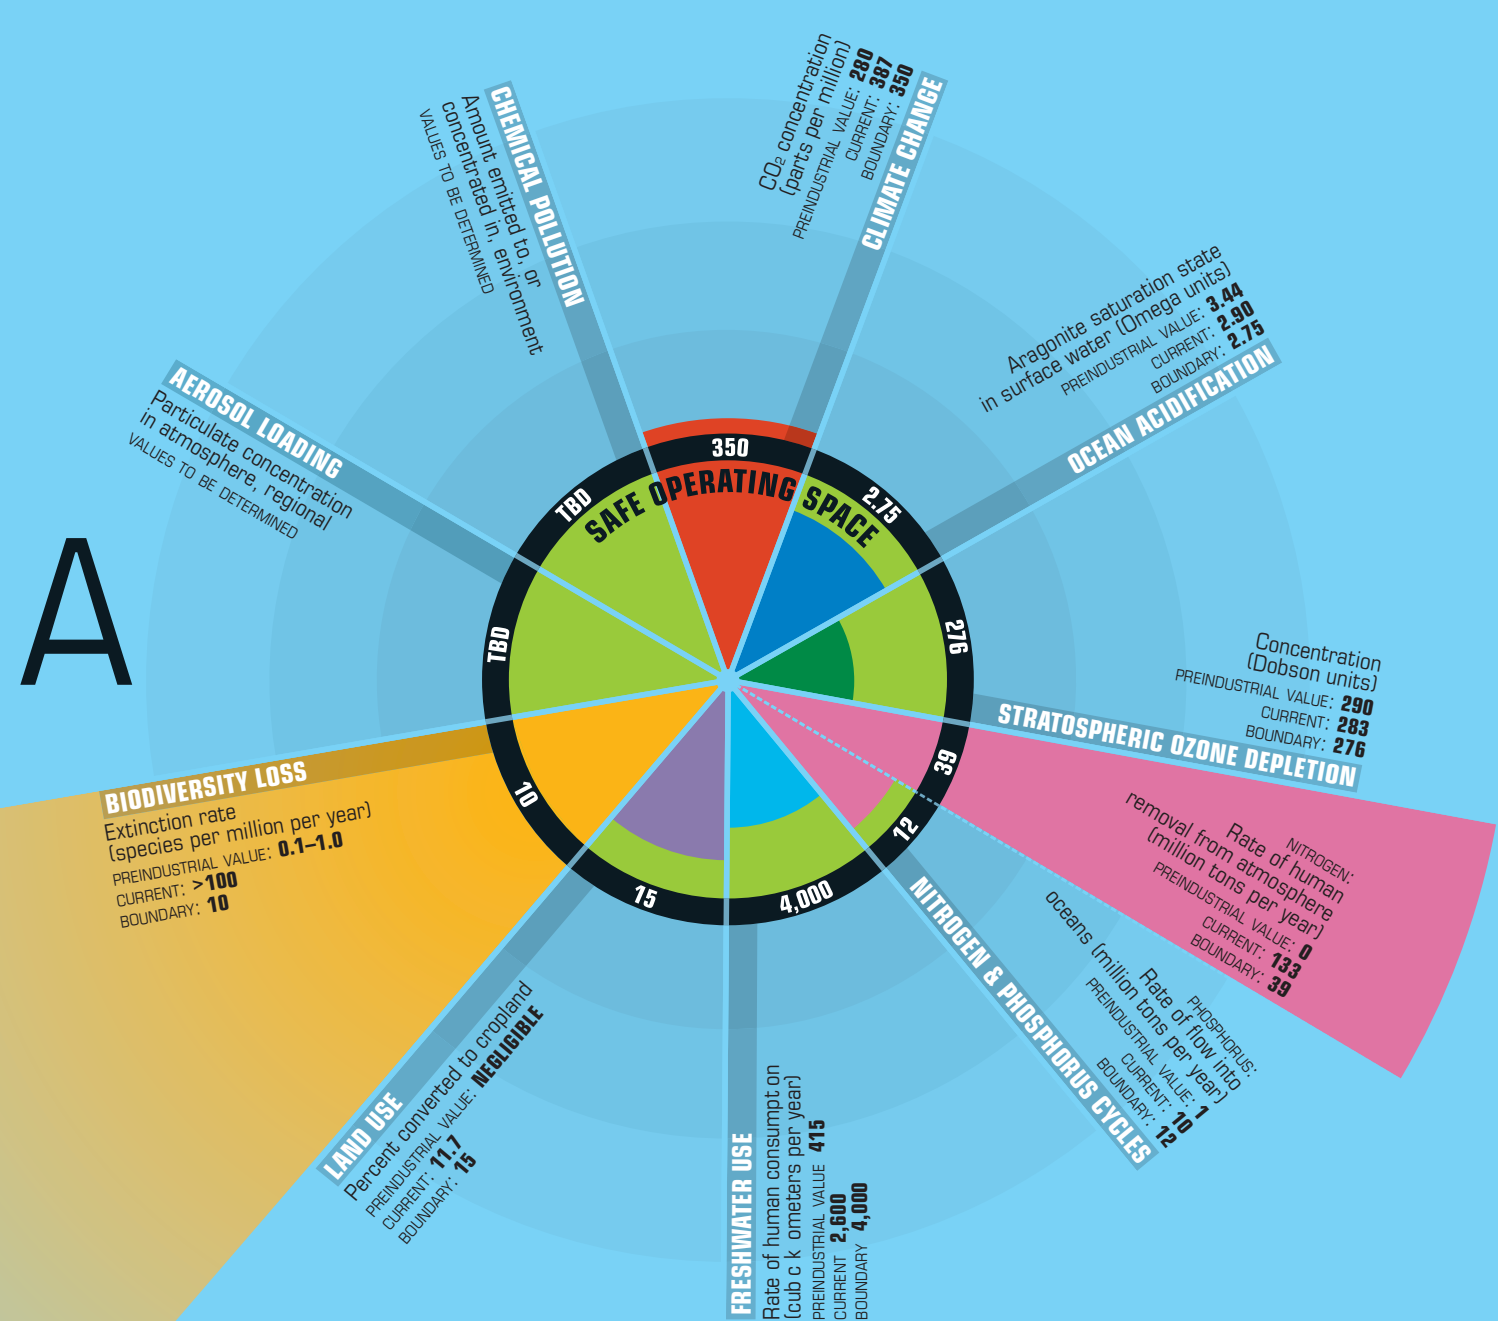 A
CHEMICAL POLLUTION
Amount emitted to, or
concentrated in, environment
VALUES TO BE DETERMINED
CO₂ concentration
(parts per million)
PREINDUSTRIAL VALUE: 280
CURRENT: 387
BOUNDARY: 350
CLIMATE CHANGE
Aragonite saturation state
in surface water (Omega units)
PREINDUSTRIAL VALUE: 3.44
CURRENT: 2.90
BOUNDARY: 2.75
OCEAN ACIDIFICATION
Concentration
(Dobson units)
PREINDUSTRIAL VALUE: 290
CURRENT: 283
BOUNDARY: 276
STRATOSPHERIC OZONE DEPLETION
NITROGEN:
Rate of human
removal from atmosphere
(million tons per year)
PREINDUSTRIAL VALUE: 0
CURRENT: 133
BOUNDARY: 39
PHOSPHORUS:
Rate of flow into
oceans (million tons per year)
PREINDUSTRIAL VALUE: 1
CURRENT: 10
BOUNDARY: 12
NITROGEN & PHOSPHORUS CYCLES
FRESHWATER USE
Rate of human consumpt on
(cub c k ometers per year)
PREINDUSTRIAL VALUE 415
CURRENT 2,600
BOUNDARY 4,000
LAND USE
Percent converted to cropland
PREINDUSTRIAL VALUE: NEGLIGIBLE
CURRENT: 11.7
BOUNDARY: 15
BIODIVERSITY LOSS
Extinction rate
(species per million per year)
PREINDUSTRIAL VALUE: 0.1–1.0
CURRENT: >100
BOUNDARY: 10
AEROSOL LOADING
Particulate concentration
in atmosphere, regional
VALUES TO BE DETERMINED
SAFE OPERATING SPACE
350
2.75
276
39
12
4,000
15
10
TBD
TBD